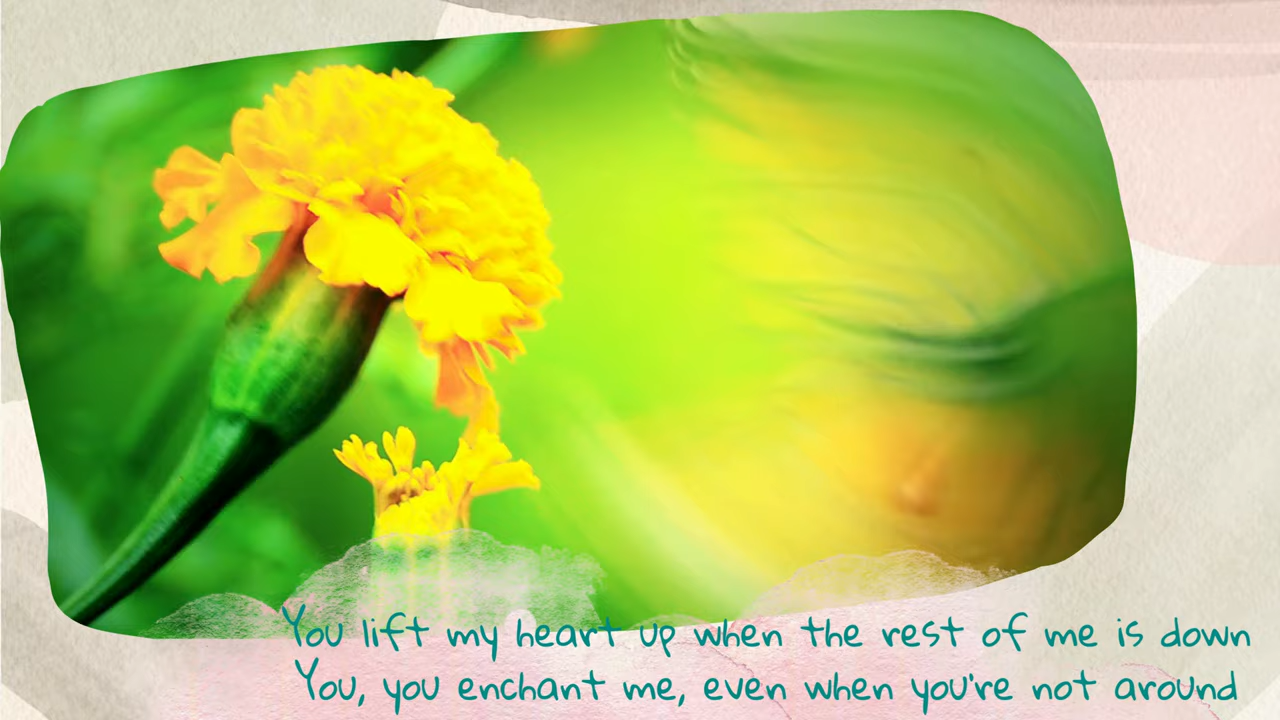 You lift my heart up when the rest of me is down
You, you enchant me, even when you're not around